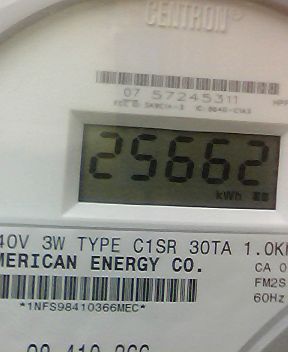 CENTRON®
07 57245311
25662
kWh
40V 3W TYPE C1SR 30TA 1.0K
MERICAN ENERGY CO.
CA 0
FM2S
60Hz
*1NFS98410366MEC*